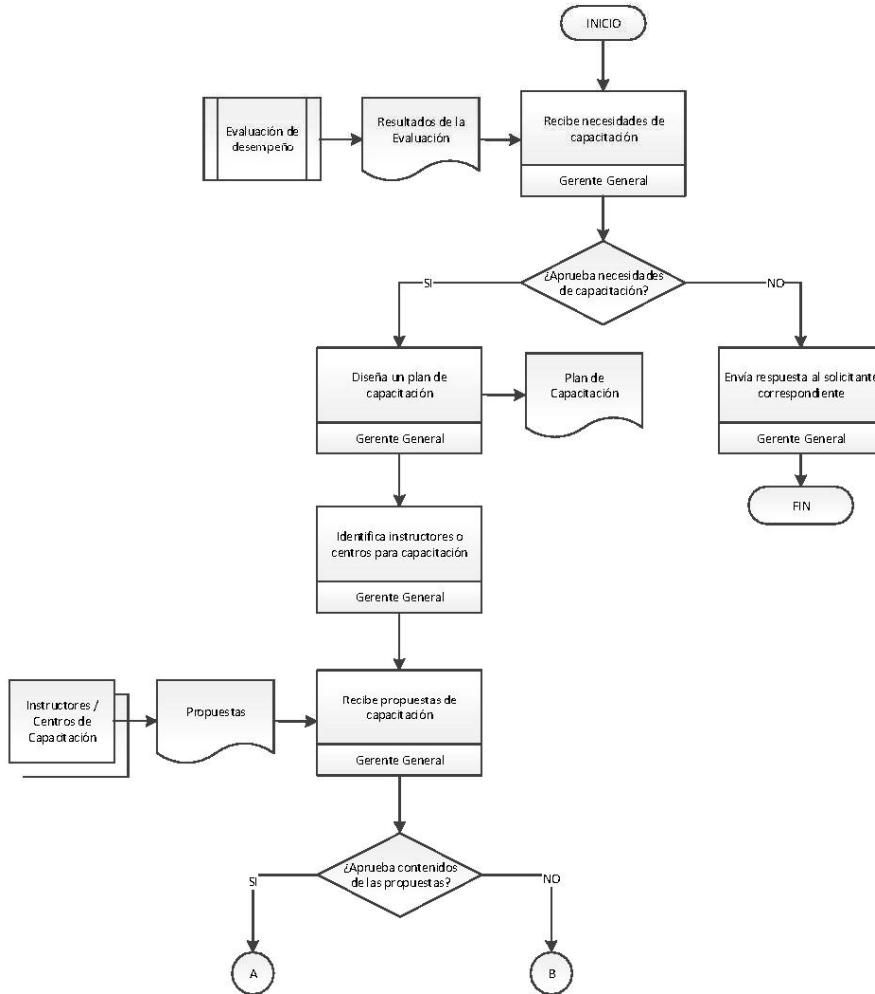 INICIO
Evaluación de
desempeño
Resultados de la
Evaluación
Recibe necesidades de
capacitación
Gerente General
¿Aprueba necesidades
de capacitación?
SI
NO
Diseña un plan de
capacitación
Gerente General
Plan de
Capacitación
Envía respuesta al solicitante
correspondiente
Gerente General
FIN
Identifica instructores o
centros para capacitación
Gerente General
Instructores /
Centros de
Capacitación
Propuestas
Recibe propuestas de
capacitación
Gerente General
¿Aprueba contenidos
de las propuestas?
SI
NO
A
B